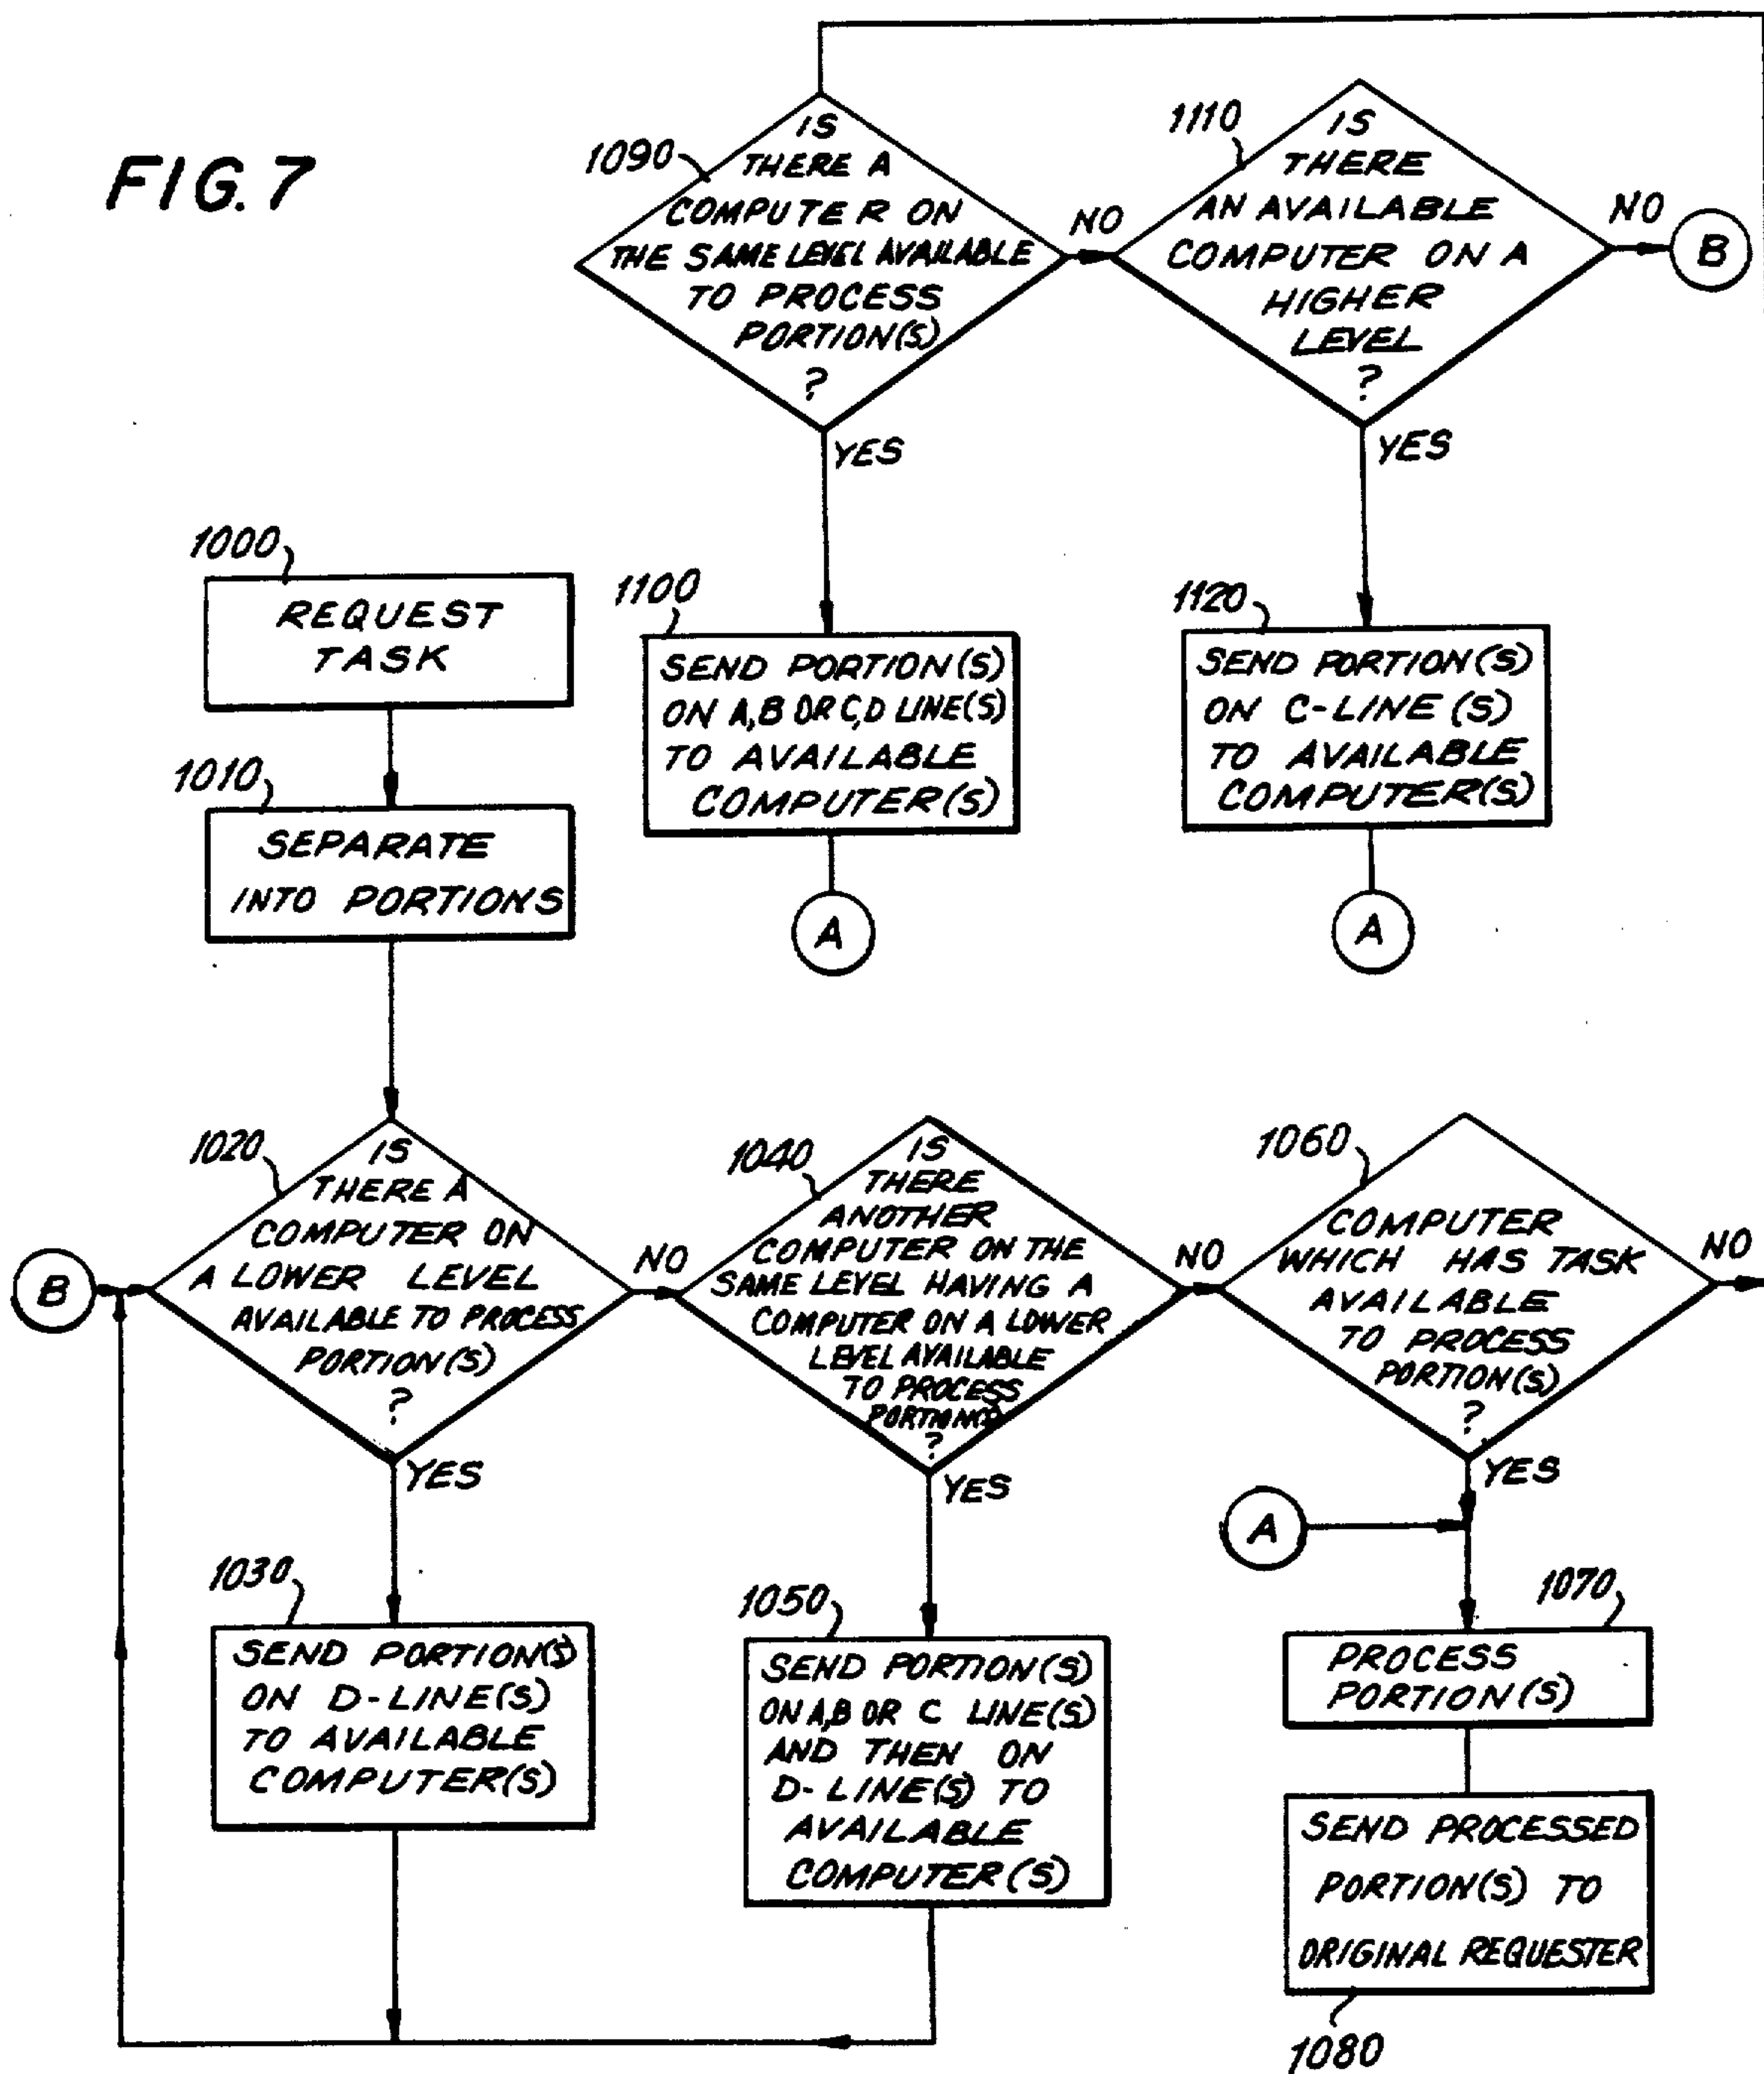 FIG. 7
1090
IS
THERE A
COMPUTER ON
THE SAME LEVEL AVAILABLE
TO PROCESS
PORTION(S)
?
NO
YES
1110
IS
THERE
AN AVAILABLE
COMPUTER ON A
HIGHER
LEVEL
?
NO
B
YES
1000
REQUEST
TASK
1100
SEND PORTION(S)
ON A,B OR C,D LINE(S)
TO AVAILABLE
COMPUTER(S)
A
1120
SEND PORTION(S)
ON C-LINE(S)
TO AVAILABLE
COMPUTER(S)
A
1010
SEPARATE
INTO PORTIONS
B
1020
IS
THERE A
COMPUTER ON
A LOWER LEVEL
AVAILABLE TO PROCESS
PORTION(S)
?
NO
YES
1040
IS
THERE
ANOTHER
COMPUTER ON THE
SAME LEVEL HAVING A
COMPUTER ON A LOWER
LEVEL AVAILABLE
TO PROCESS
PORTION(S)
?
NO
YES
1060
COMPUTER
WHICH HAS TASK
AVAILABLE
TO PROCESS
PORTION(S)
?
NO
YES
A
1030
SEND PORTION(S)
ON D-LINE(S)
TO AVAILABLE
COMPUTER(S)
1050
SEND PORTION(S)
ON A,B OR C LINE(S)
AND THEN ON
D-LINE(S) TO
AVAILABLE
COMPUTER(S)
1070
PROCESS
PORTION(S)
SEND PROCESSED
PORTION(S) TO
ORIGINAL REQUESTER
1080